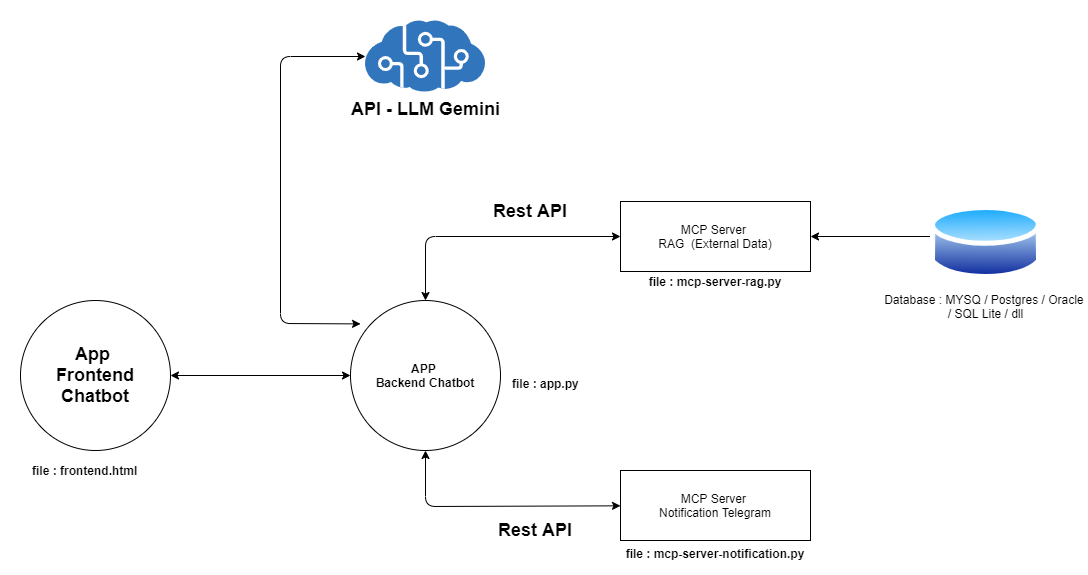 API - LLM Gemini
Rest API
MCP Server
RAG (External Data)
file : mcp-server-rag.py
Database : MYSQ / Postgres / Oracle
/ SQL Lite / dll
App
Frontend
Chatbot
file : frontend.html
APP
Backend Chatbot
file : app.py
MCP Server
Notification Telegram
Rest API
file : mcp-server-notification.py